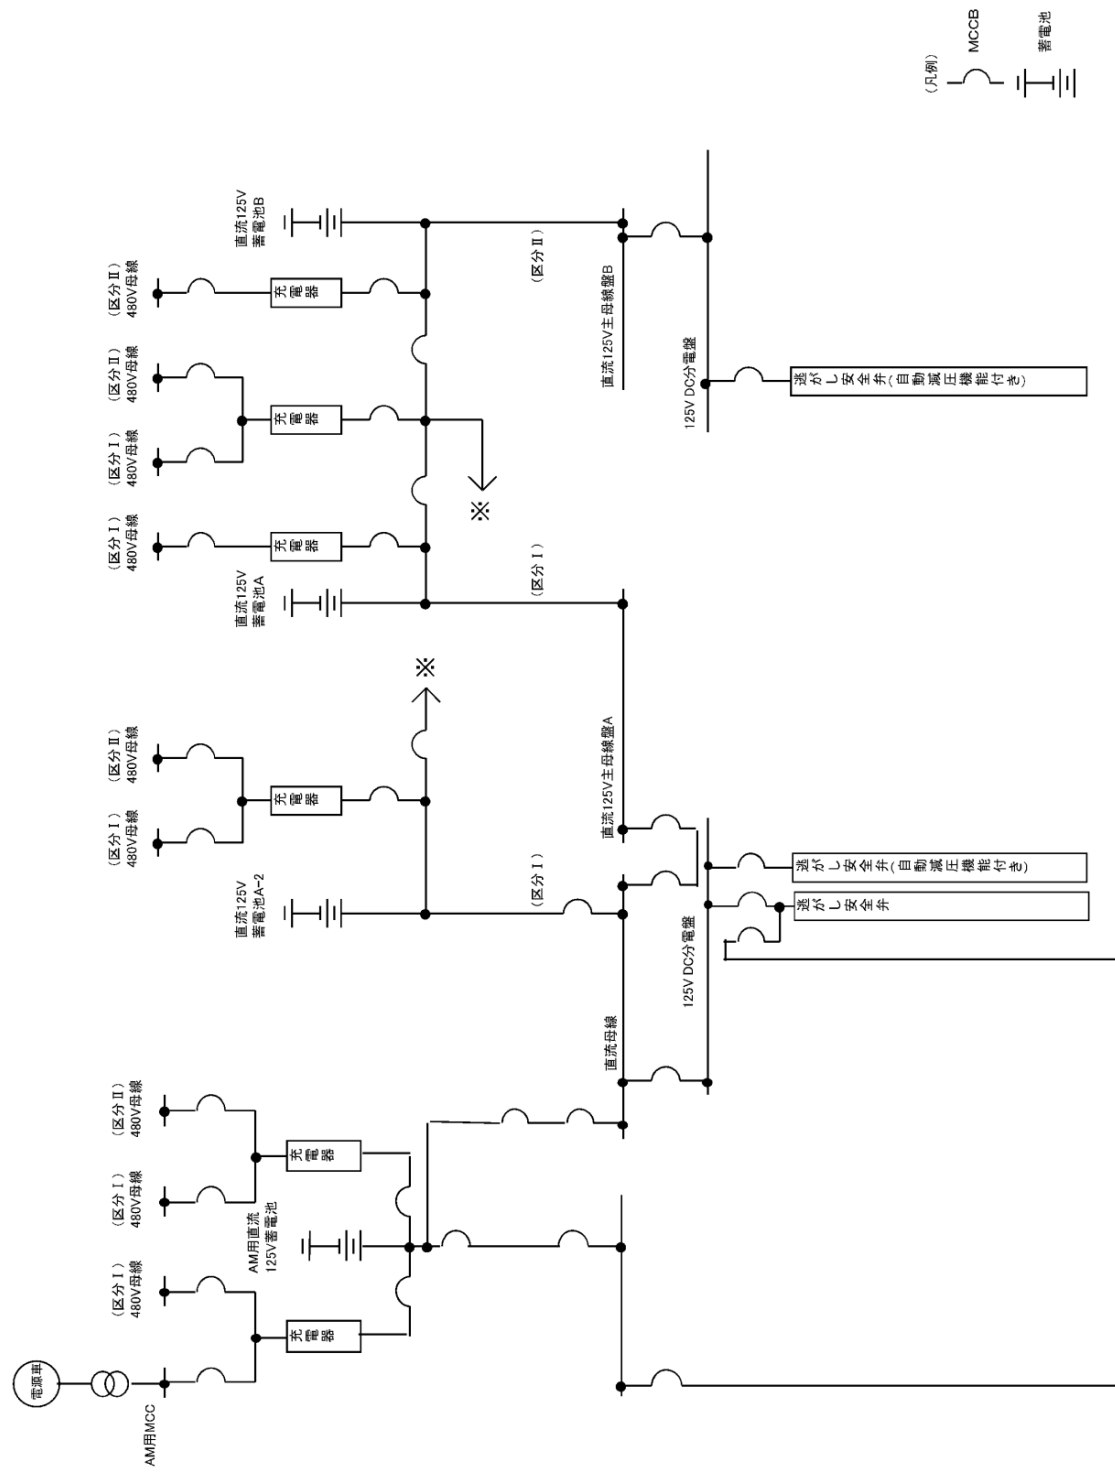 (凡例)
MCCB
蓄電池
直流125V
蓄電池B
(区分Ⅱ)
480V母線
充電器
(区分Ⅱ)
480V母線
(区分Ⅰ)
480V母線
充電器
(区分Ⅰ)
480V母線
充電器
直流125V
蓄電池A
(区分Ⅱ)
直流125V主母線盤B
125V DC分電盤
逃がし安全弁(自動減圧機能付き)
※
(区分Ⅰ)
※
(区分Ⅱ)
480V母線
(区分Ⅰ)
480V母線
充電器
直流125V
蓄電池A-2
(区分Ⅰ)
直流125V主母線盤A
逃がし安全弁(自動減圧機能付き)
逃がし安全弁
125V DC分電盤
直流母線
(区分Ⅱ)
480V母線
(区分Ⅰ)
480V母線
充電器
AM用直流
125V蓄電池
(区分Ⅰ)
480V母線
充電器
電源車
AM用MCC